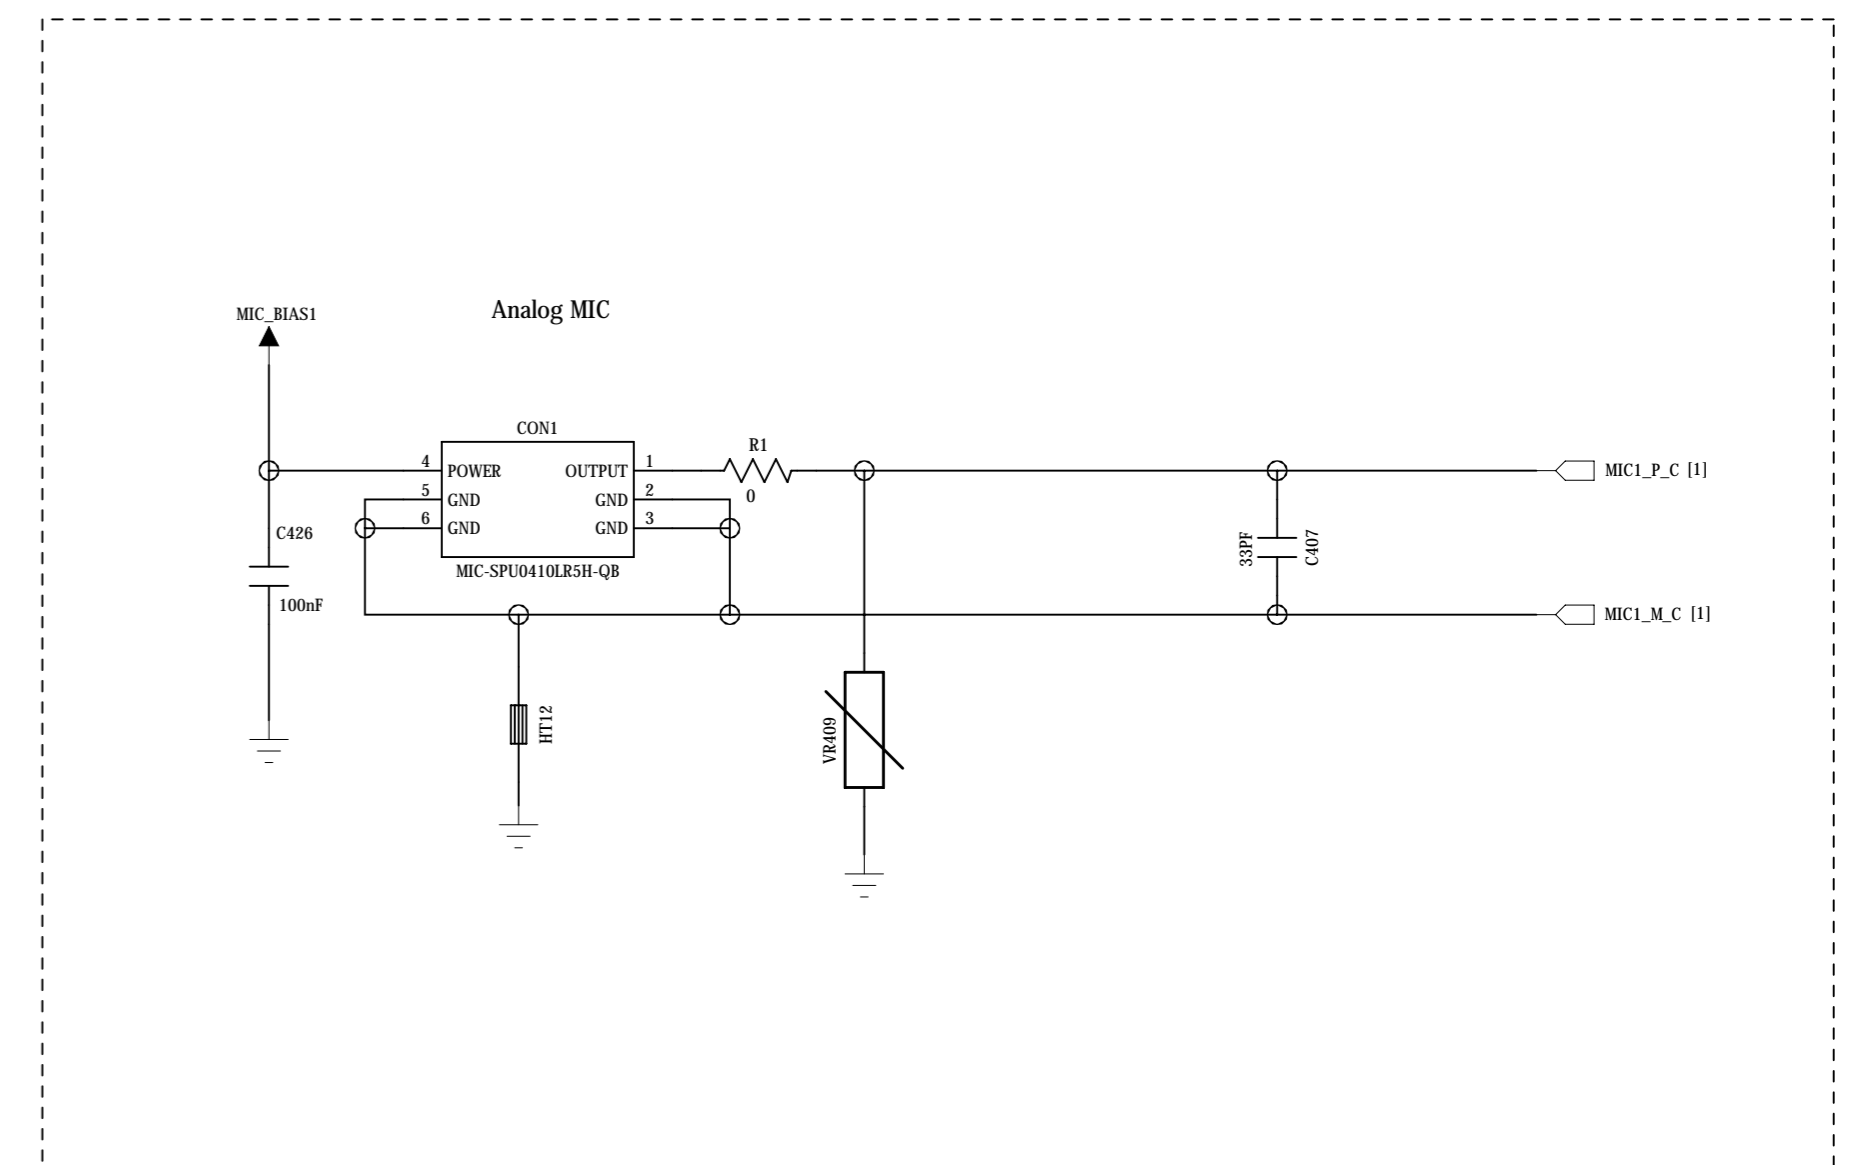 Analog MIC
MIC_BIAS1
CON1
4 POWER OUTPUT 1
5 GND GND 2
6 GND GND 3
MIC-SPU0410LR5H-QB
R1
0
MIC1_P_C [1]
C426
100nF
33PF
C407
MIC1_M_C [1]
HT12
VR409